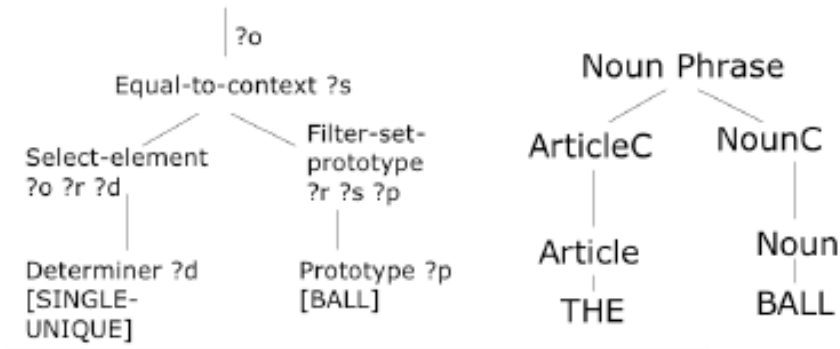 ?o
Equal-to-context ?s
Select-element
?o ?r ?d
Filter-set-
prototype
?r ?s ?p
Determiner ?d
[SINGLE-
UNIQUE]
Prototype ?p
[BALL]
Noun Phrase
ArticleC
NounC
Article
Noun
THE
BALL